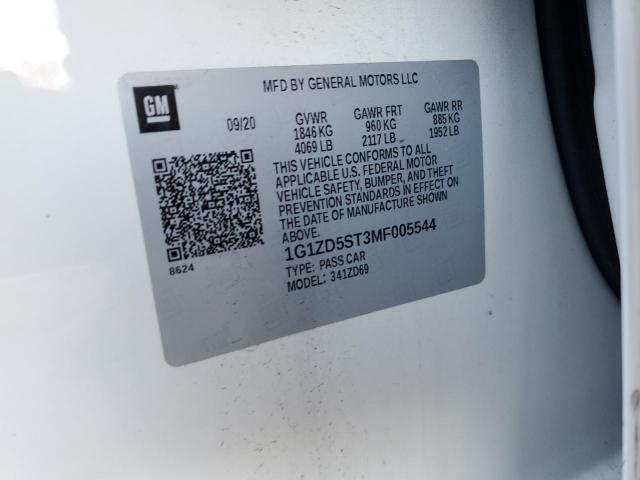 MFD BY GENERAL MOTORS LLC
GM
09/20
GVWR GAWR FRT GAWR RR
1846 KG 960 KG 885 KG
4069 LB 2117 LB 1952 LB
THIS VEHICLE CONFORMS TO ALL
APPLICABLE U.S. FEDERAL MOTOR
VEHICLE SAFETY, BUMPER, AND THEFT
PREVENTION STANDARDS IN EFFECT ON
THE DATE OF MANUFACTURE SHOWN
ABOVE.
1G1ZD5ST3MF005544
TYPE: PASS CAR
MODEL: 341ZD69
8624